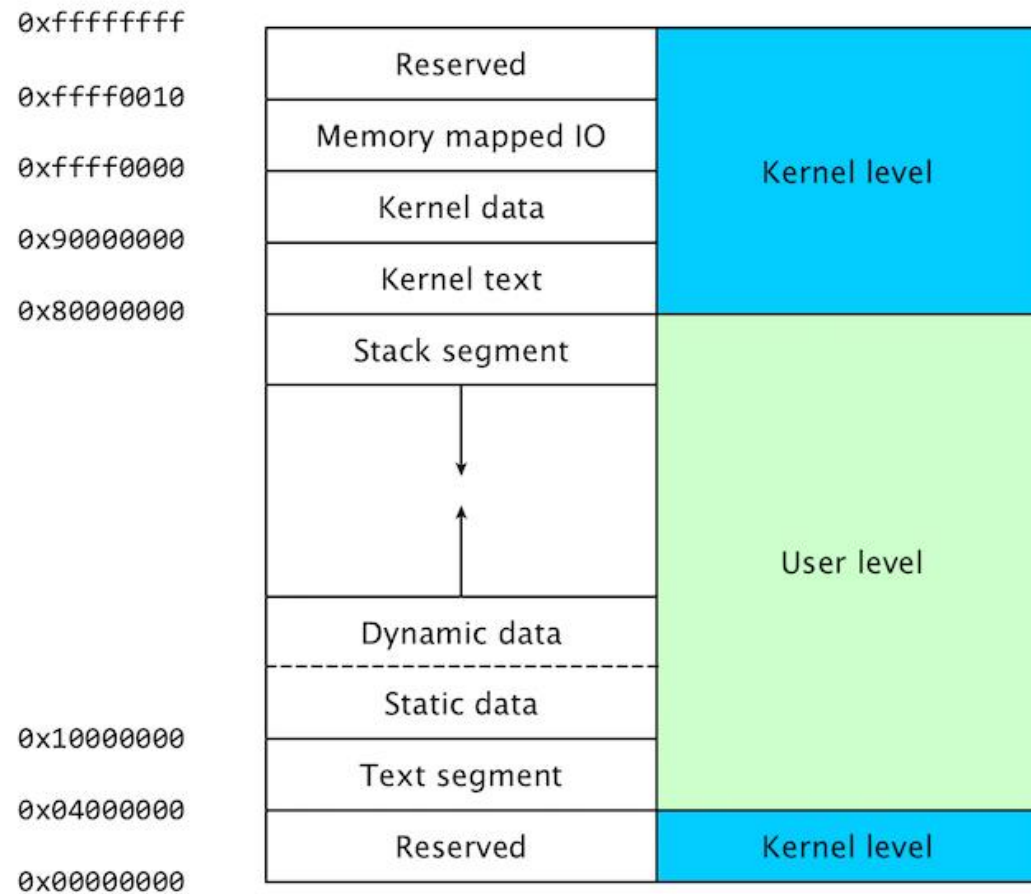 0xffffffff
Reserved
0xffff0010
Memory mapped IO
0xffff0000
Kernel level
Kernel data
0x90000000
Kernel text
0x80000000
Stack segment
User level
Dynamic data
Static data
0x10000000
Text segment
0x04000000
Reserved
Kernel level
0x00000000